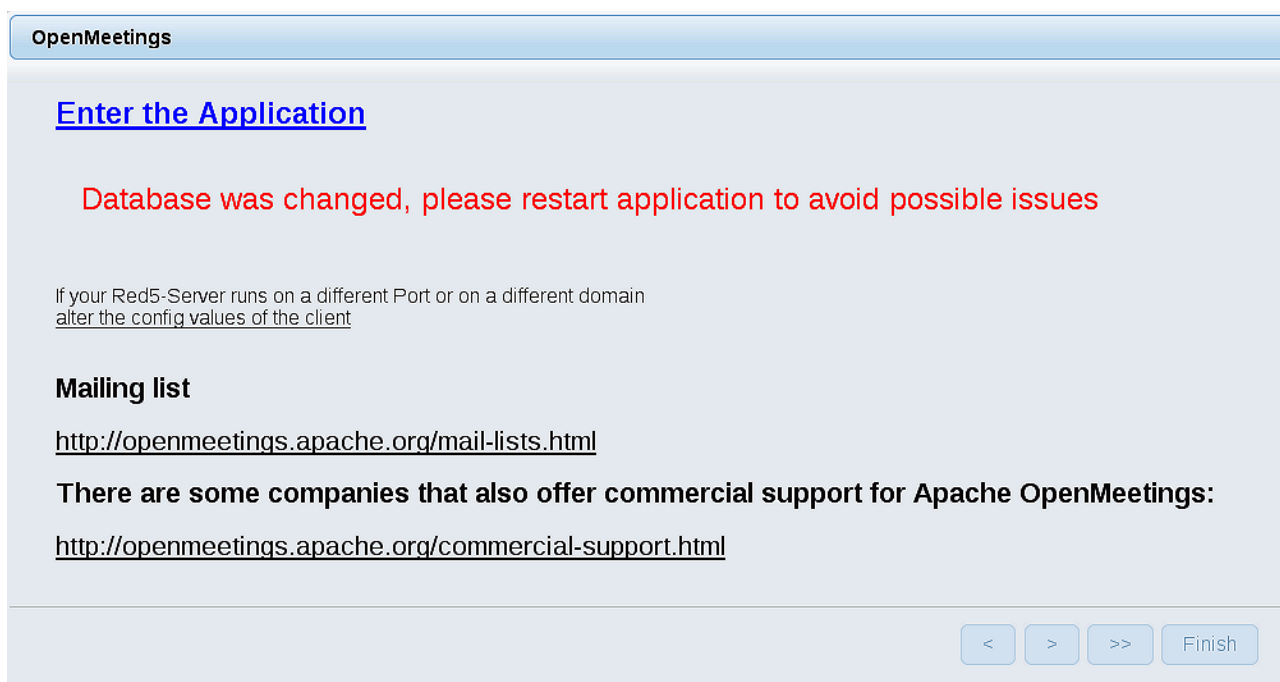 OpenMeetings
Enter the Application
Database was changed, please restart application to avoid possible issues
If your Red5-Server runs on a different Port or on a different domain
alter the config values of the client
Mailing list
http://openmeetings.apache.org/mail-lists.html
There are some companies that also offer commercial support for Apache OpenMeetings:
http://openmeetings.apache.org/commercial-support.html
< > >> Finish